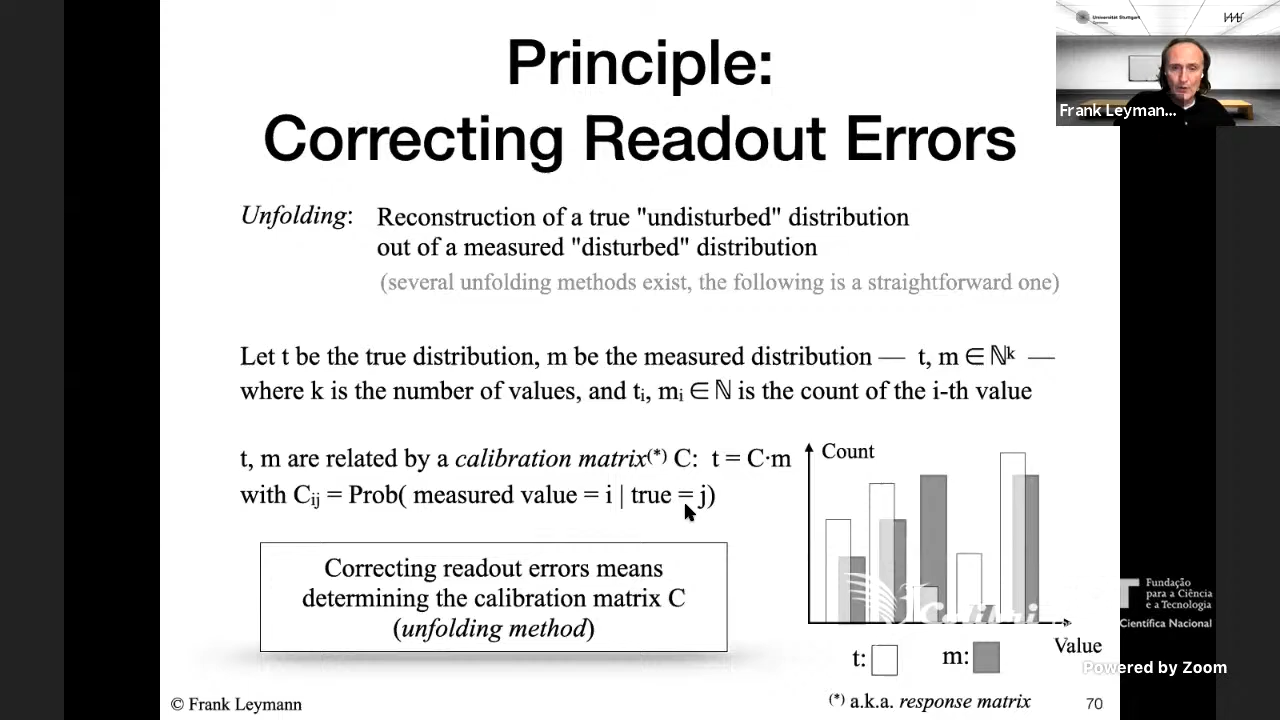 Principle:
Correcting Readout Errors
Universität Stuttgart
Frank Leyman...
Unfolding: Reconstruction of a true "undisturbed" distribution
out of a measured "disturbed" distribution
(several unfolding methods exist, the following is a straightforward one)
Let t be the true distribution, m be the measured distribution — t, m ∈ ℕᵏ —
where k is the number of values, and tᵢ, mᵢ ∈ ℕ is the count of the i-th value
t, m are related by a calibration matrix⁽*⁾ C: t = C·m
with Cᵢⱼ = Prob( measured value = i | true = j)
Correcting readout errors means
determining the calibration matrix C
(unfolding method)
Count
Value
t:
m:
Colibri
Fundação
para a Ciência
e a Tecnologia
Científica Nacional
Powered by Zoom
© Frank Leymann
⁽*⁾ a.k.a. response matrix
70